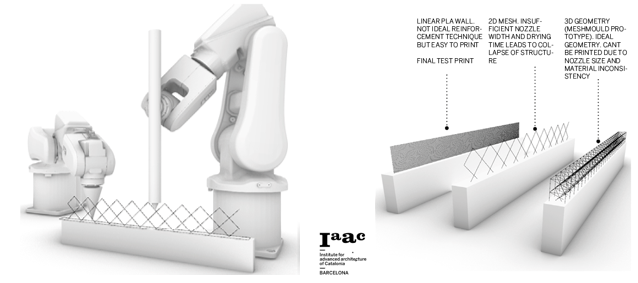 LINEAR PLA WALL.
NOT IDEAL REINFOR-
CEMENT TECHNIQUE
BUT EASY TO PRINT
FINAL TEST PRINT
2D MESH. INSUF-
FICIENT NOZZLE
WIDTH AND DRYING
TIME LEADS TO COL-
LAPSE OF STRUCTU-
RE
3D GEOMETRY
(MESHMOULD PRO-
TOTYPE). IDEAL
GEOMETRY. CANT
BE PRINTED DUE TO
NOZZLE SIZE AND
MATERIAL INCONSI-
STENCY
Iaac
Institute for
advanced architecture
of Catalonia
BARCELONA